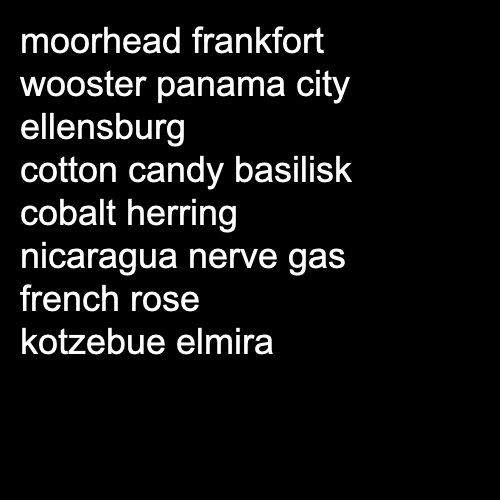 moorhead frankfort
wooster panama city
ellensburg
cotton candy basilisk
cobalt herring
nicaragua nerve gas
french rose
kotzebue elmira